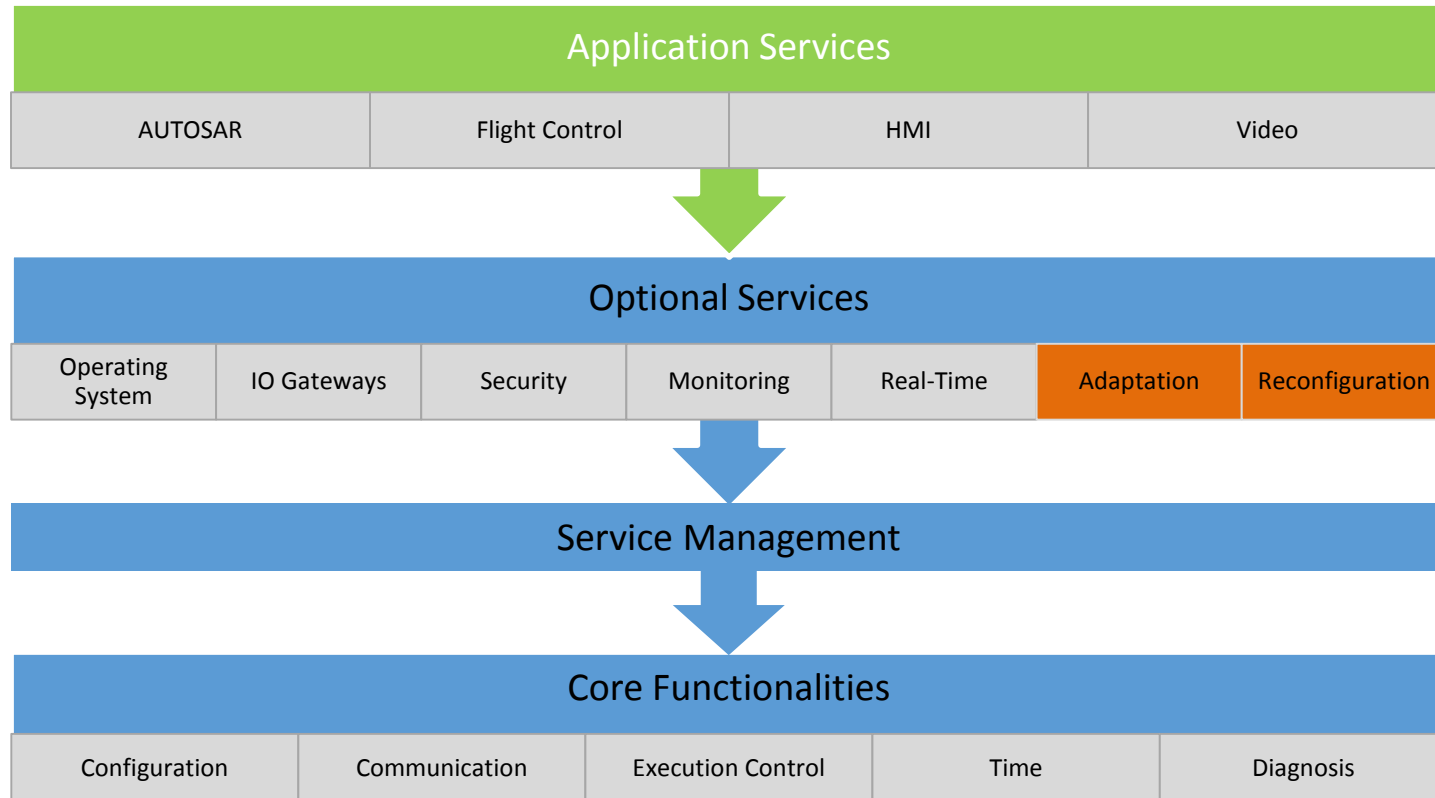 Application Services
AUTOSAR
Flight Control
HMI
Video
Optional Services
Operating
System
IO Gateways
Security
Monitoring
Real-Time
Adaptation
Reconfiguration
Service Management
Core Functionalities
Configuration
Communication
Execution Control
Time
Diagnosis